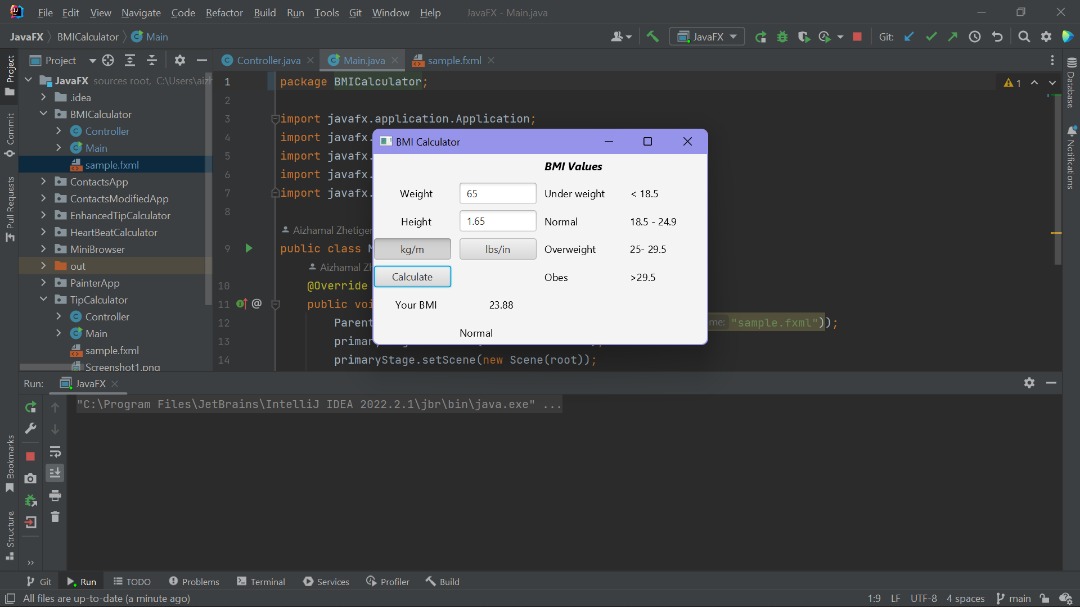 File Edit View Navigate Code Refactor Build Run Tools Git Window Help JavaFX - Main.java
JavaFX BMICalculator Main JavaFX Git:
Project Controller.java Main.java sample.fxml
JavaFX sources root, C:\Users\
.idea
BMICalculator
Controller
Main
sample.fxml
ContactsApp
ContactsModifiedApp
EnhancedTipCalculator
HeartBeatCalculator
MiniBrowser
out
PainterApp
TipCalculator
Controller
Main
sample.fxml
Screenshot1.png
1 package BMICalculator;
2
3 import javafx.application.Application;
4 import javafx.
5 import javafx.
6 import javafx.
7 import javafx.
8
Aizhamal Zhetiger
9 public class
Aizhamal
10 @Override
11 public voi
12 Parent "sample.fxml"));
13 primar
14 primaryStage.setScene(new Scene(root));
1
BMI Calculator
BMI Values
Weight 65 Under weight < 18.5
Height 1.65 Normal 18.5 - 24.9
kg/m lbs/in Overweight 25- 29.5
Calculate Obes >29.5
Your BMI 23.88
Normal
Project
Commit
Pull Requests
Bookmarks
Structure
Database
Notifications
Run: JavaFX
"C:\Program Files\JetBrains\IntelliJ IDEA 2022.2.1\jbr\bin\java.exe" ...
Git Run TODO Problems Terminal Services Profiler Build
All files are up-to-date (a minute ago) 1:9 LF UTF-8 4 spaces main